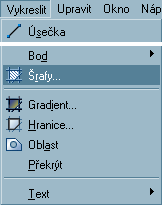 Vykreslit Upravit Okno Náp
Úsečka
Bod
Šrafy...
Gradient...
Hranice...
Oblast
Překrýt
Text